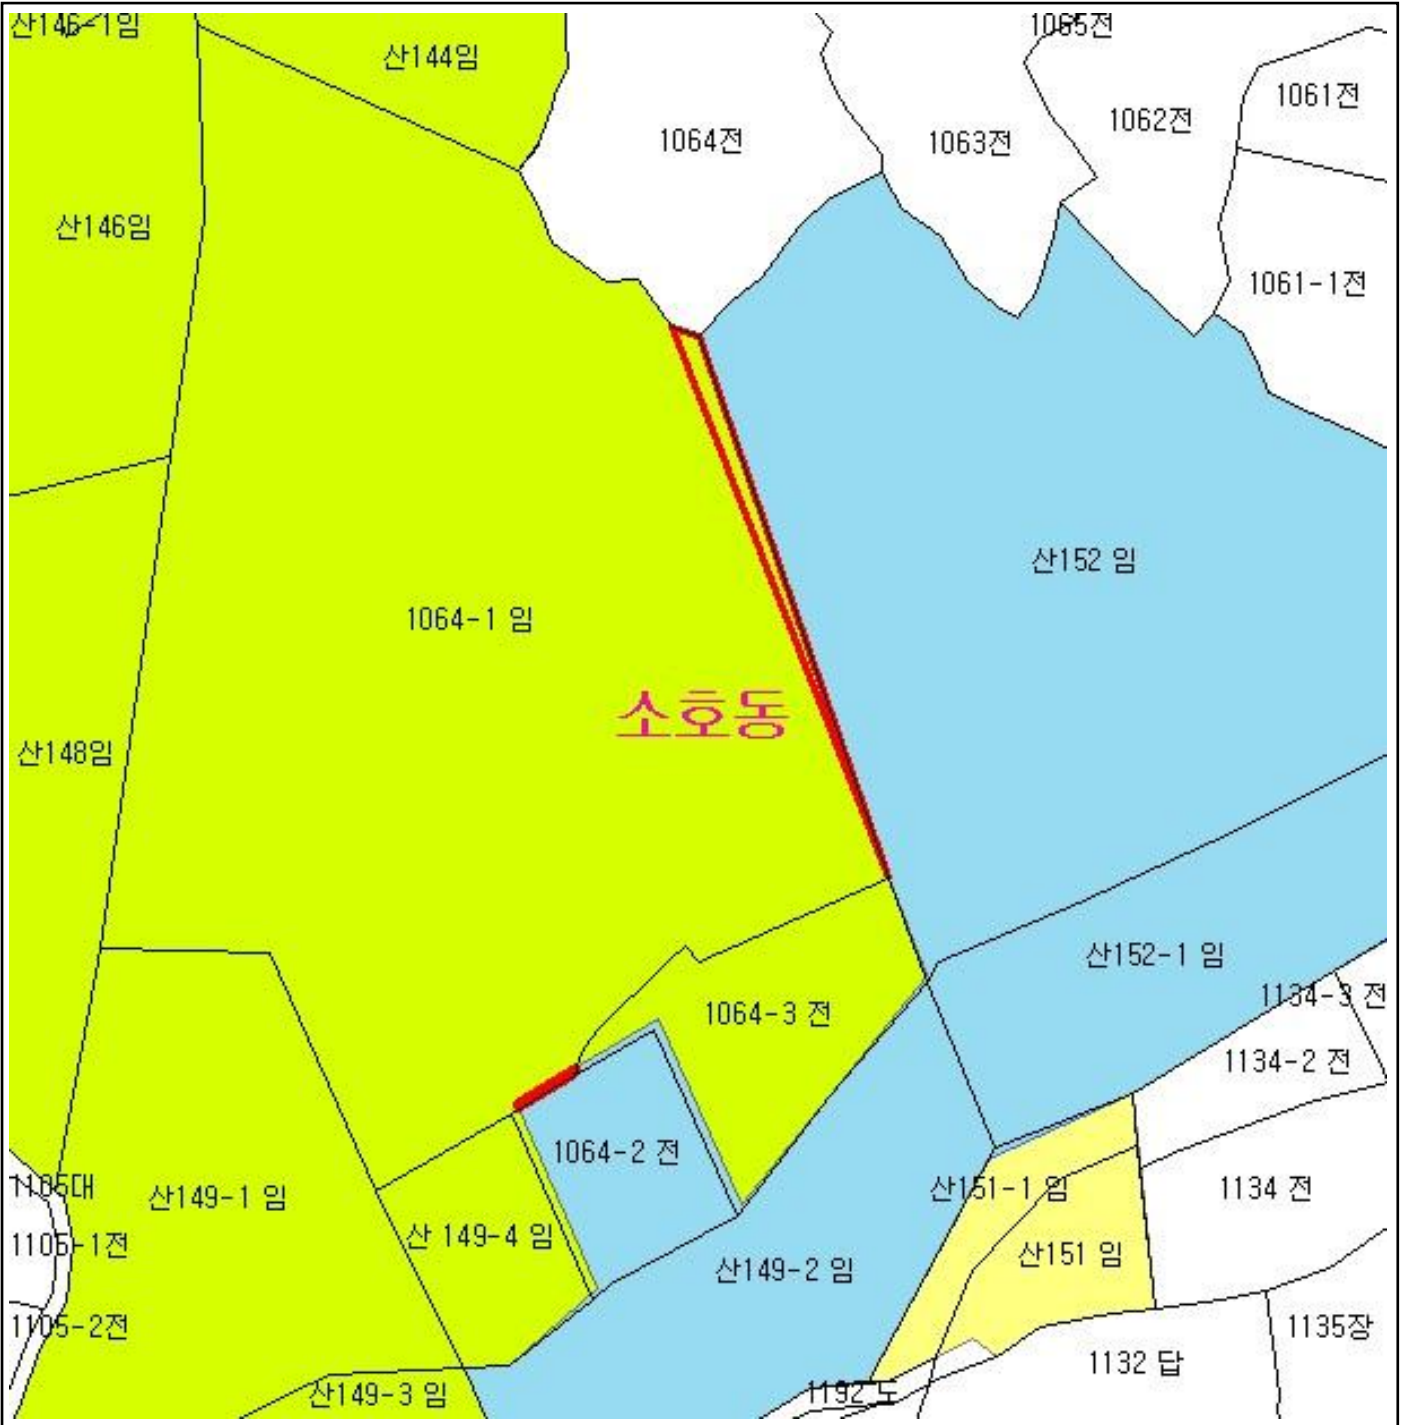 산146-1임
1065전
산144임
1061전
1062전
1064전
1063전
산146임
1061-1전
산152 임
1064-1 임
소호동
산148임
산152-1 임
1134-3 전
1064-3 전
1134-2 전
1064-2 전
1105대
산149-1 임
산151-1 임
1134 전
1105-1전
산 149-4 임
산151 임
산149-2 임
1105-2전
1135장
1132 답
산149-3 임
1192 도